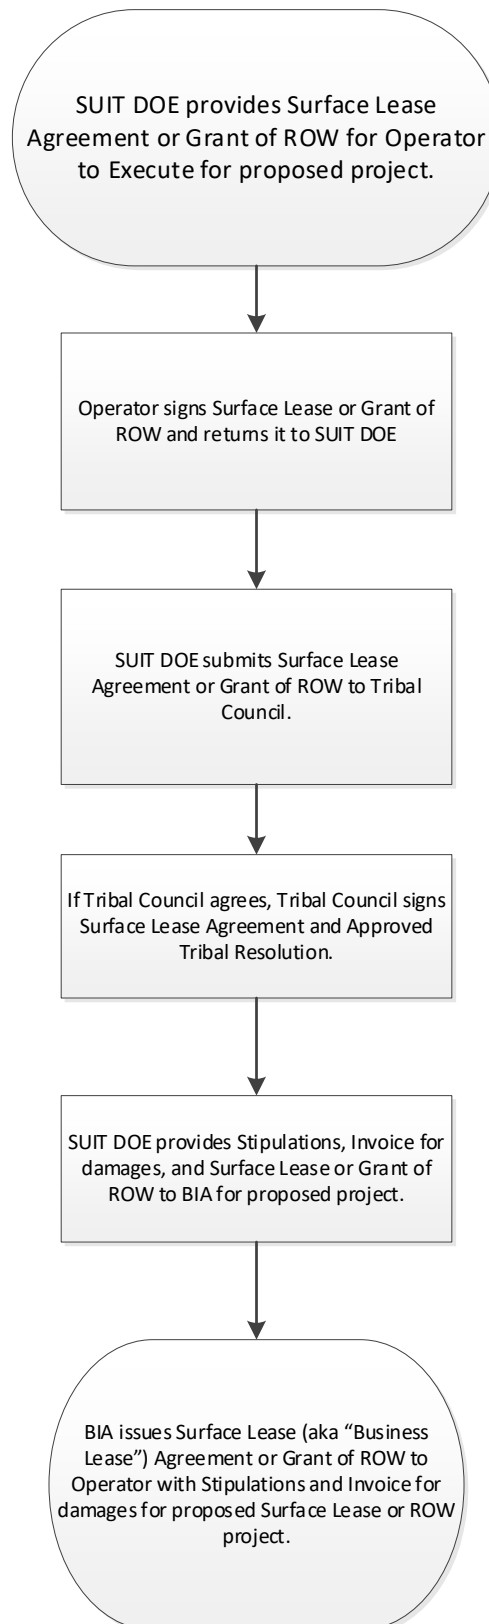 SUIT DOE provides Surface Lease
Agreement or Grant of ROW for Operator
to Execute for proposed project.
Operator signs Surface Lease or Grant of
ROW and returns it to SUIT DOE
SUIT DOE submits Surface Lease
Agreement or Grant of ROW to Tribal
Council.
If Tribal Council agrees, Tribal Council signs
Surface Lease Agreement and Approved
Tribal Resolution.
SUIT DOE provides Stipulations, Invoice for
damages, and Surface Lease or Grant of
ROW to BIA for proposed project.
BIA issues Surface Lease (aka “Business
Lease”) Agreement or Grant of ROW to
Operator with Stipulations and Invoice for
damages for proposed Surface Lease or ROW
project.